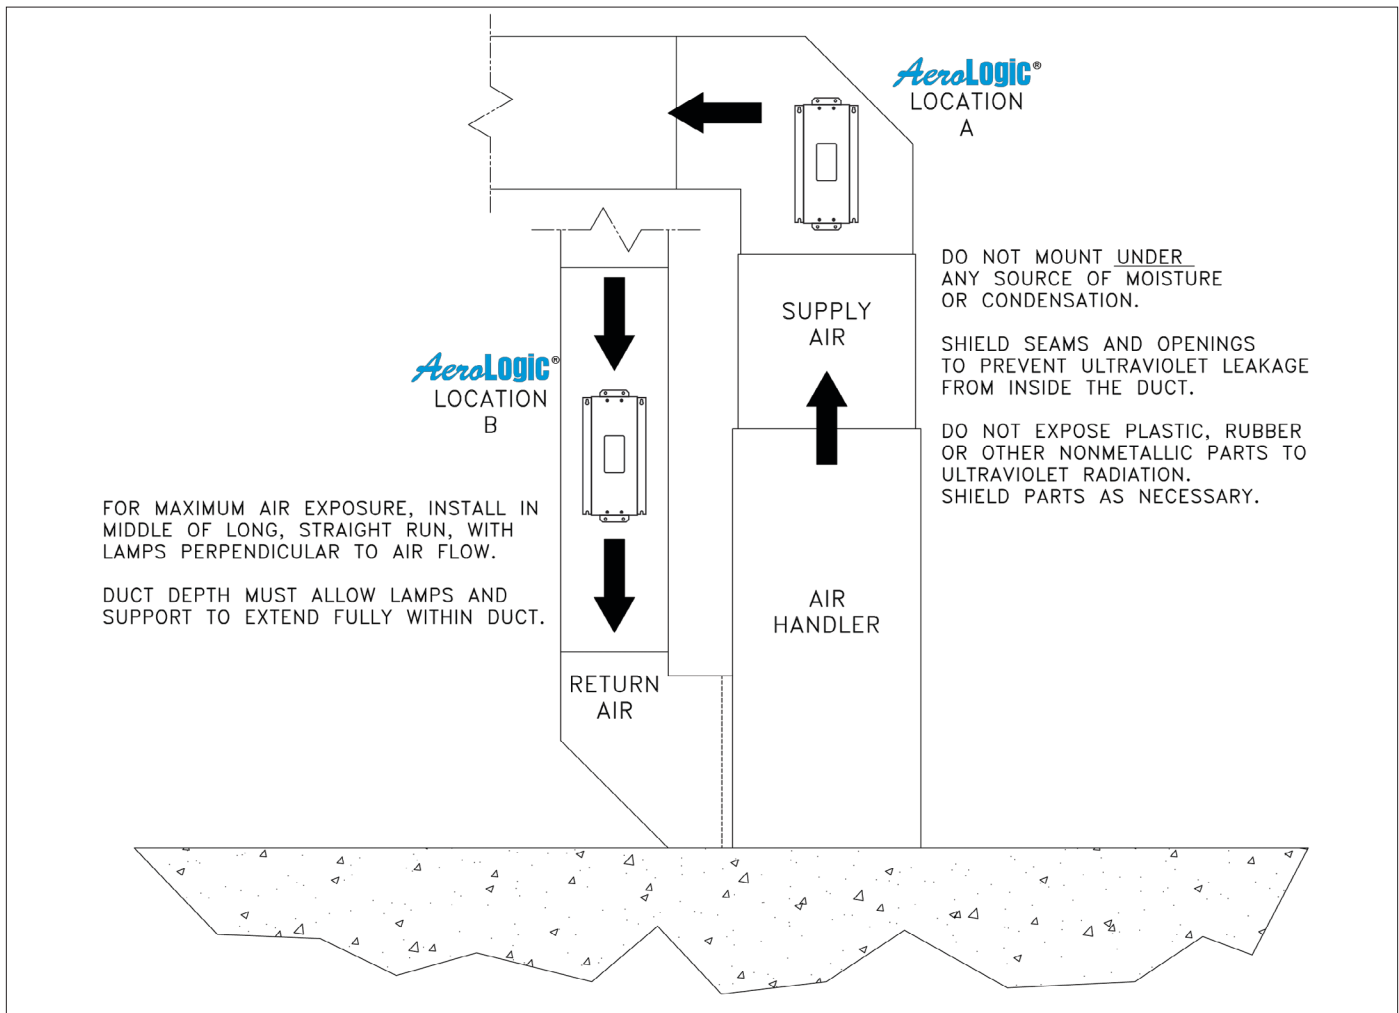 AeroLogic®
LOCATION
A
DO NOT MOUNT UNDER
ANY SOURCE OF MOISTURE
OR CONDENSATION.
SUPPLY
AIR
SHIELD SEAMS AND OPENINGS
TO PREVENT ULTRAVIOLET LEAKAGE
FROM INSIDE THE DUCT.
AeroLogic®
LOCATION
B
DO NOT EXPOSE PLASTIC, RUBBER
OR OTHER NONMETALLIC PARTS TO
ULTRAVIOLET RADIATION.
SHIELD PARTS AS NECESSARY.
FOR MAXIMUM AIR EXPOSURE, INSTALL IN
MIDDLE OF LONG, STRAIGHT RUN, WITH
LAMPS PERPENDICULAR TO AIR FLOW.
DUCT DEPTH MUST ALLOW LAMPS AND
SUPPORT TO EXTEND FULLY WITHIN DUCT.
AIR
HANDLER
RETURN
AIR